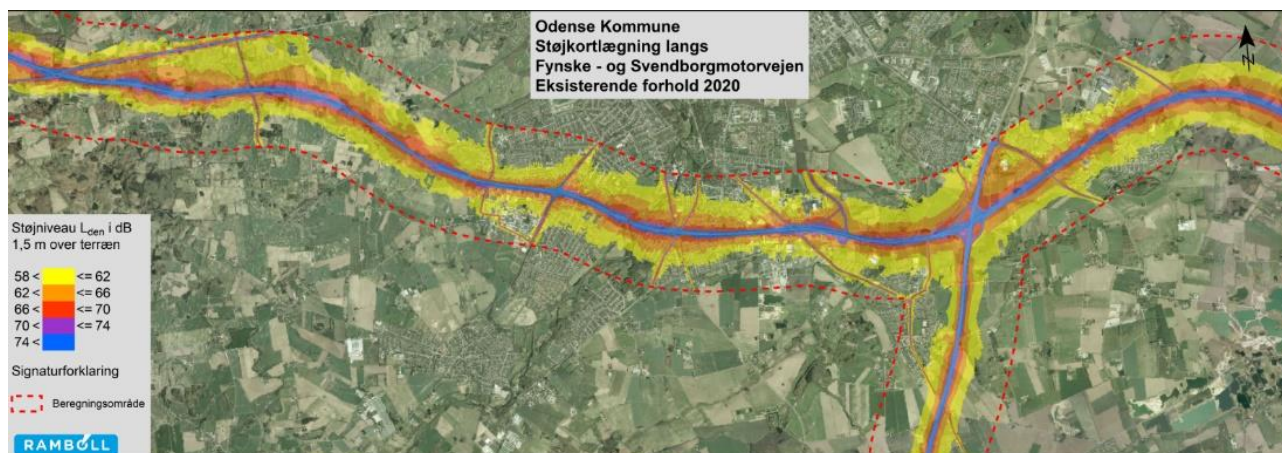 Odense Kommune
Støjkortlægning langs
Fynske - og Svendborgmotorvejen
Eksisterende forhold 2020
N
Støjniveau Lden i dB
1,5 m over terræn
58 < <= 62
62 < <= 66
66 < <= 70
70 < <= 74
74 <
Signaturforklaring
Beregningsområde
RAMBOLL